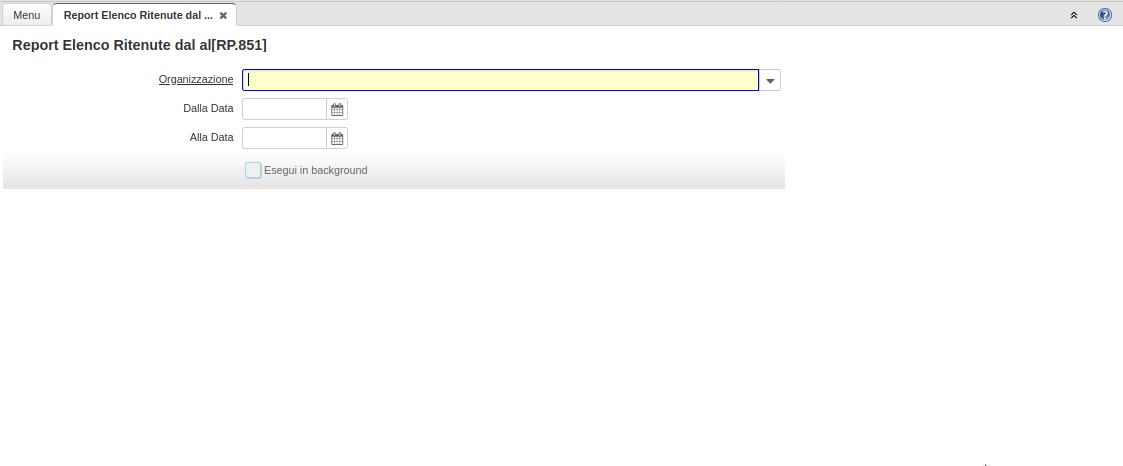 Menu
Report Elenco Ritenute dal ...
Report Elenco Ritenute dal al[RP.851]
Organizzazione
Dalla Data
Alla Data
Esegui in background